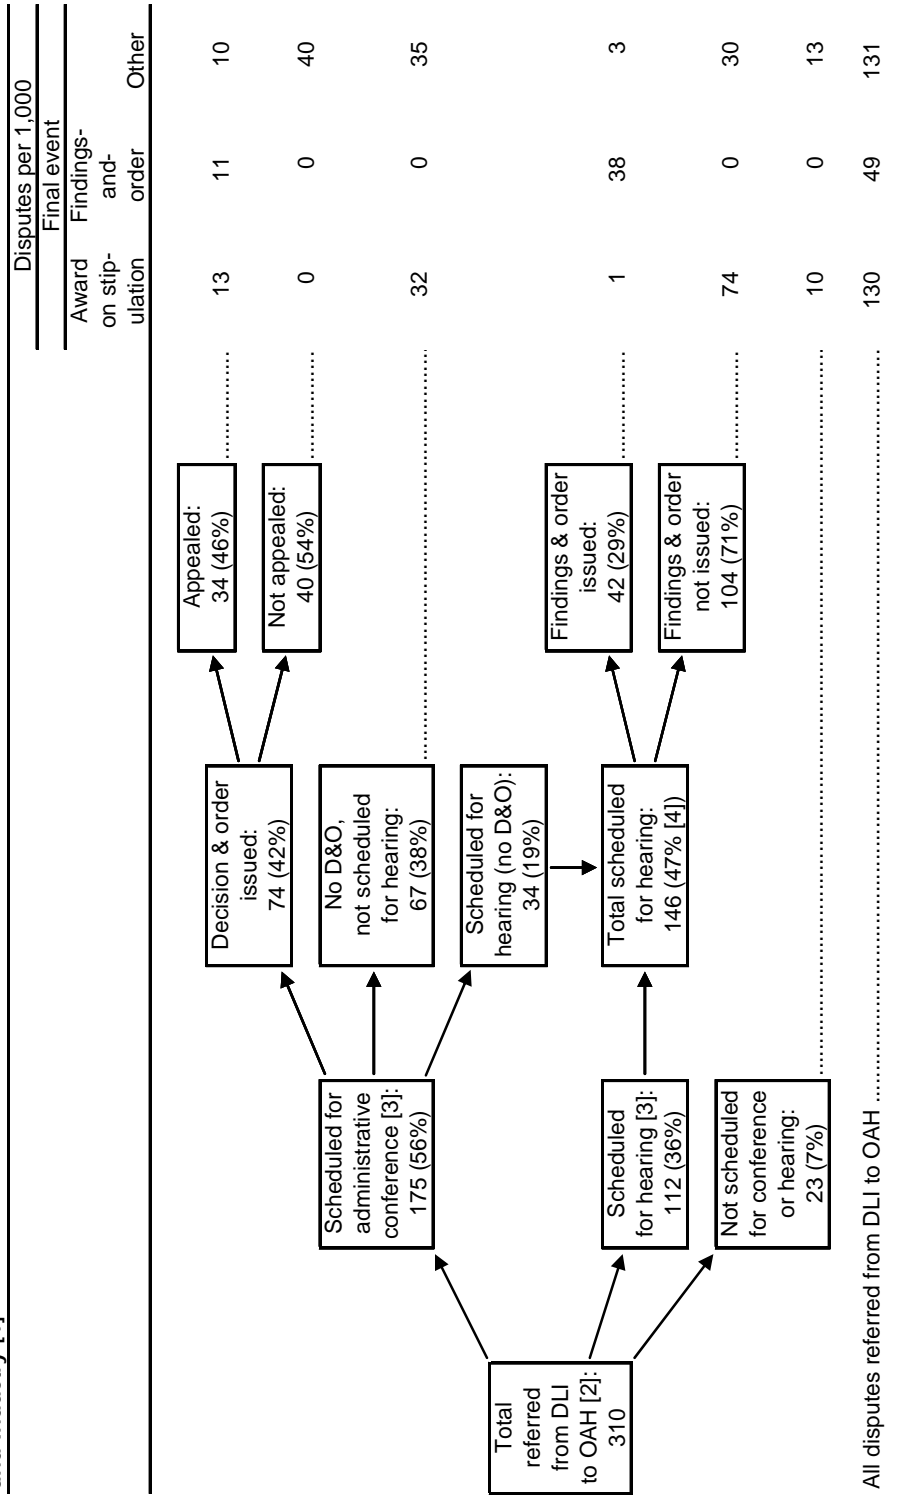 Disputes per 1,000
Final event
Award Findings-
on stip- and-
ulation order Other
Appealed:
34 (46%) 13 11 10
Decision & order
issued:
74 (42%)
Not appealed:
40 (54%) 0 0 40
Scheduled for
administrative
conference [3]:
175 (56%)
No D&O,
not scheduled
for hearing:
67 (38%) 32 0 35
Scheduled for
hearing (no D&O):
34 (19%)
Total
referred
from DLI
to OAH [2]:
310
Findings & order
issued:
42 (29%) 1 38 3
Scheduled
for hearing [3]:
112 (36%)
Total scheduled
for hearing:
146 (47% [4])
Findings & order
not issued:
104 (71%) 74 0 30
Not scheduled
for conference
or hearing:
23 (7%) 10 0 13
All disputes referred from DLI to OAH 130 49 131